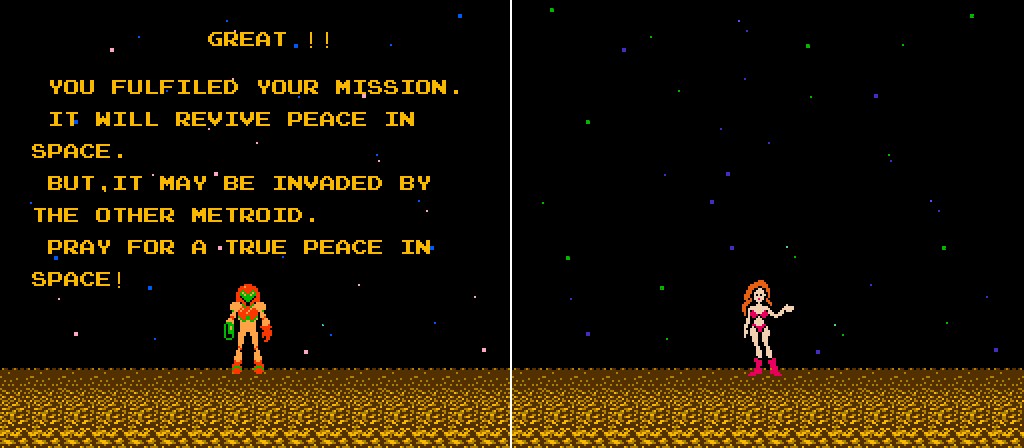 GREAT !!
YOU FULFILED YOUR MISSION.
IT WILL REVIVE PEACE IN
SPACE.
BUT,IT MAY BE INVADED BY
THE OTHER METROID.
PRAY FOR A TRUE PEACE IN
SPACE!